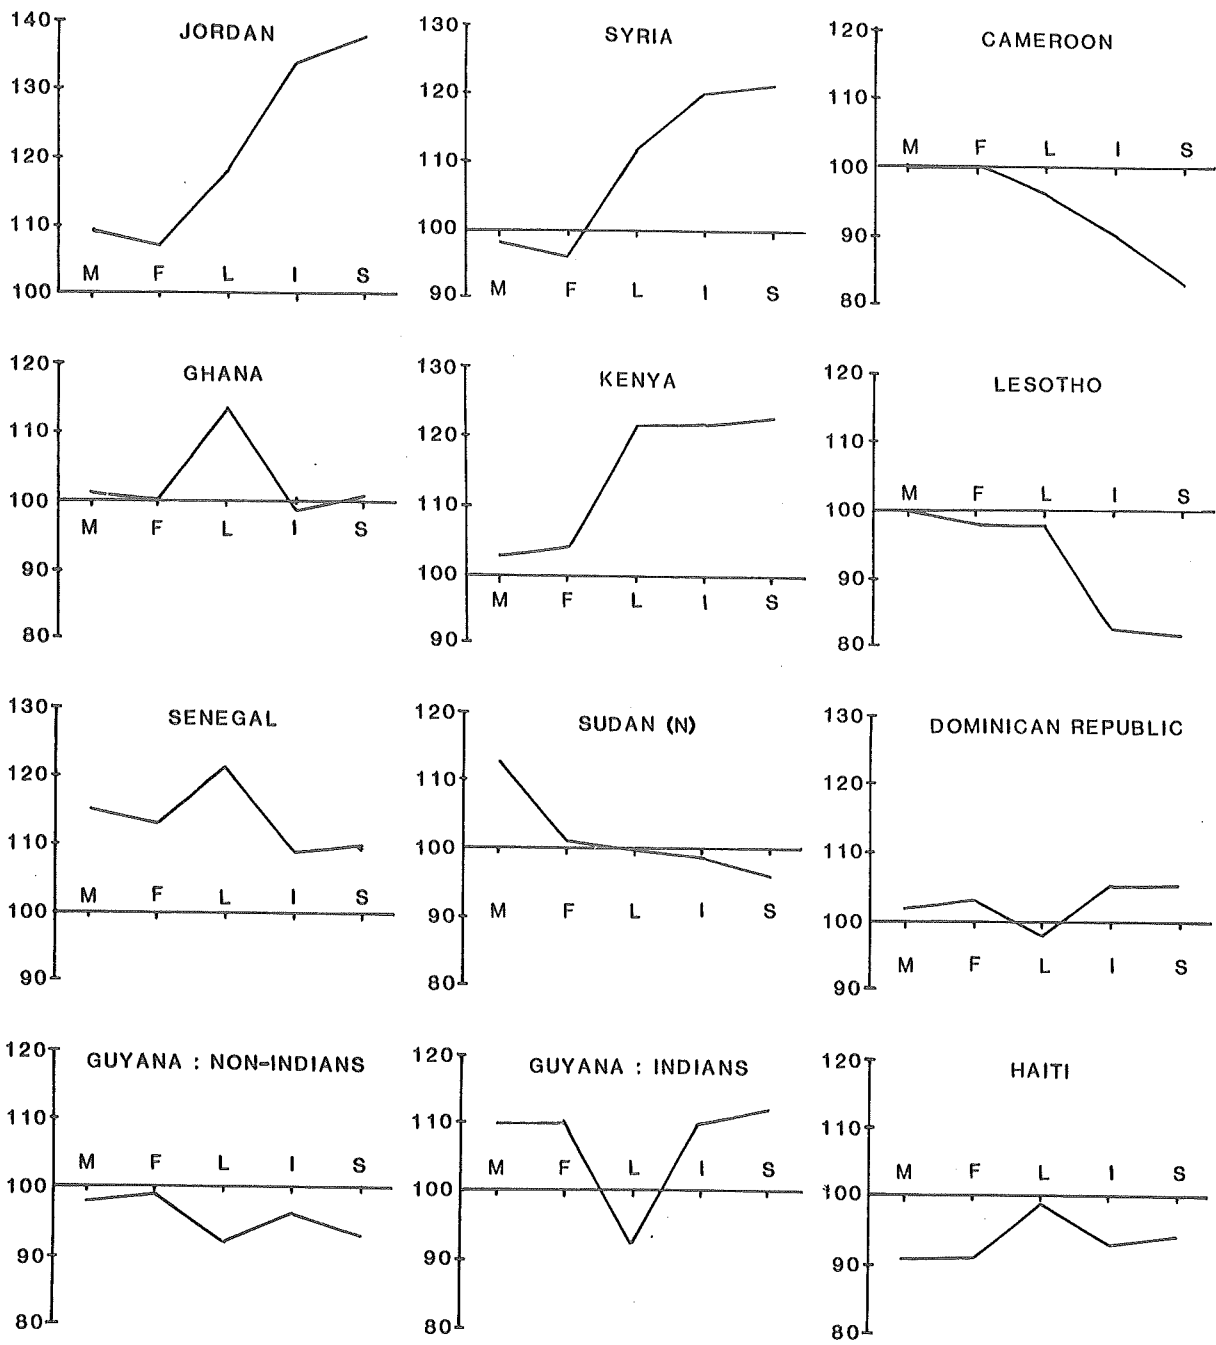 JORDAN
140
130
120
110
100
M F L I S
SYRIA
130
120
110
100
90
M F L I S
CAMEROON
120
110
100
90
80
M F L I S
GHANA
120
110
100
90
80
M F L I S
KENYA
130
120
110
100
90
M F L I S
LESOTHO
120
110
100
90
80
M F L I S
SENEGAL
130
120
110
100
90
M F L I S
SUDAN (N)
120
110
100
90
80
M F L I S
DOMINICAN REPUBLIC
130
120
110
100
90
M F L I S
GUYANA : NON-INDIANS
120
110
100
90
80
M F L I S
GUYANA : INDIANS
120
110
100
90
80
M F L I S
HAITI
120
110
100
90
80
M F L I S